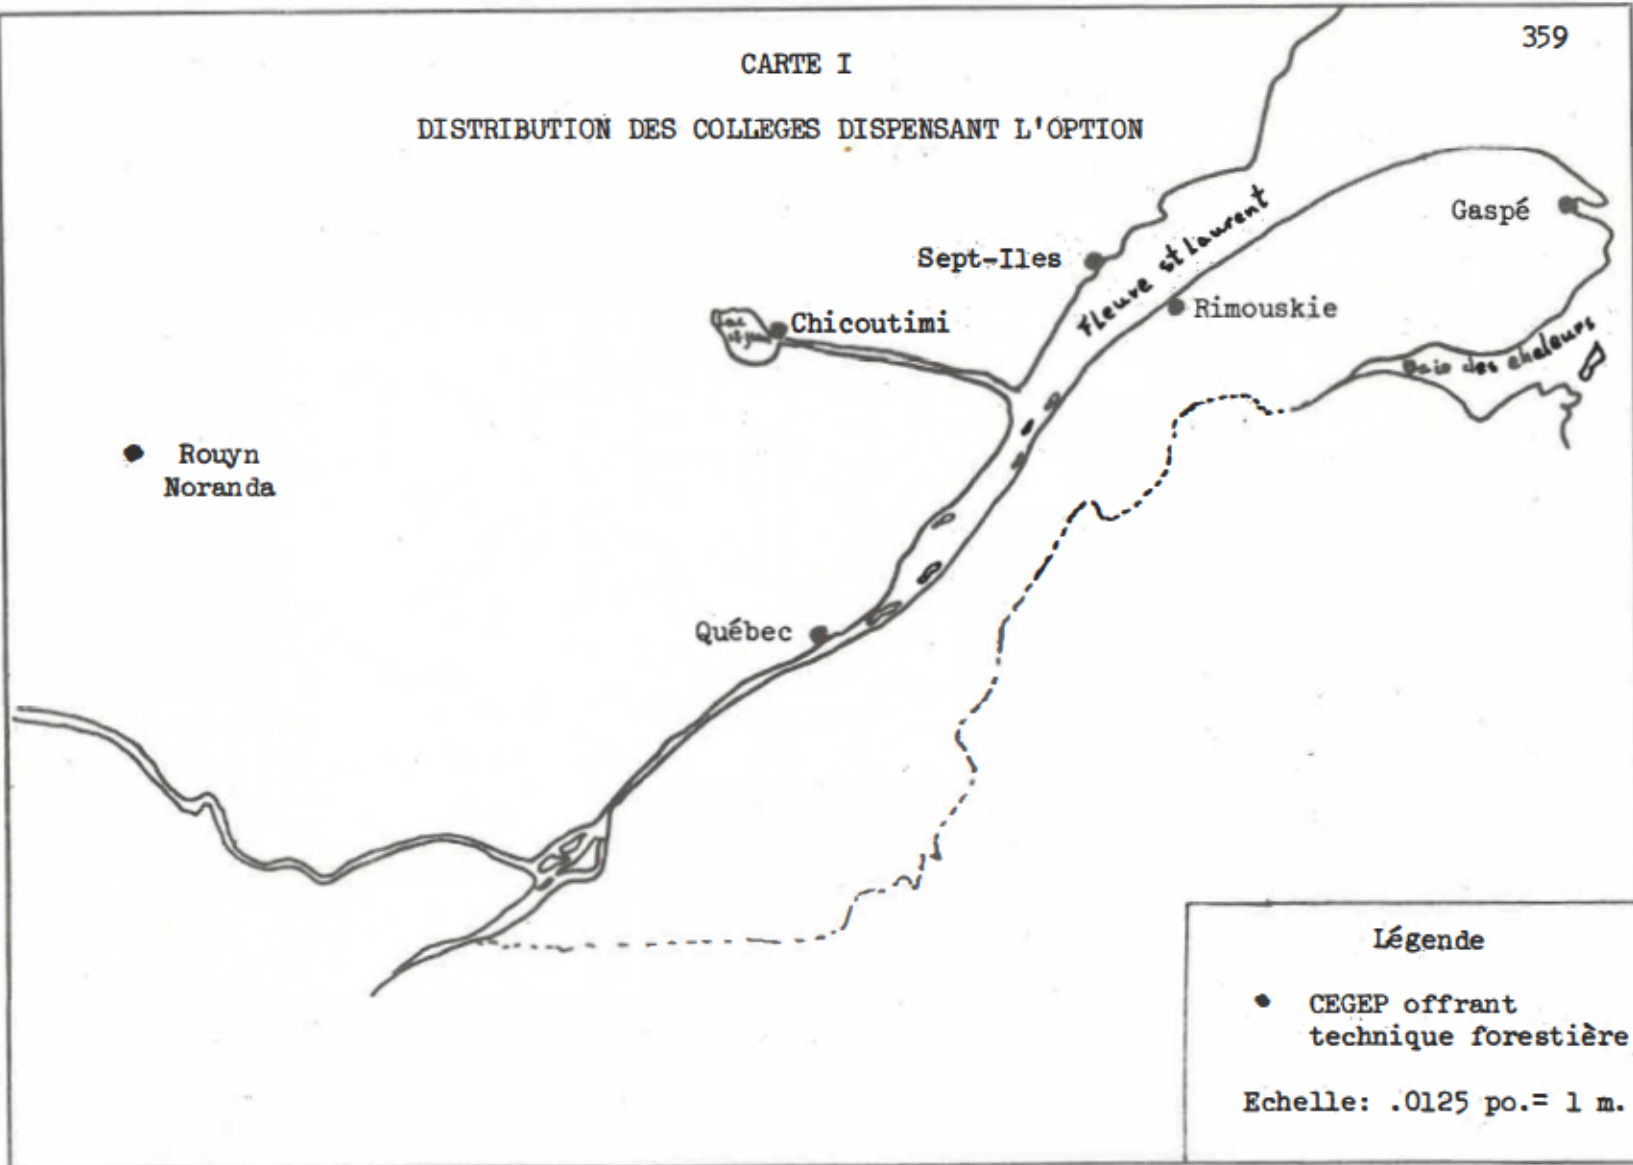 359
CARTE I
DISTRIBUTION DES COLLEGES DISPENSANT L'OPTION
Gaspé
Sept-Iles
fleuve st Laurent
Rimouskie
Chicoutimi
Lac
Baie des chaleurs
Rouyn
Noranda
Québec
Légende
CEGEP offrant
technique forestière
Echelle: .0125 po.= 1 m.